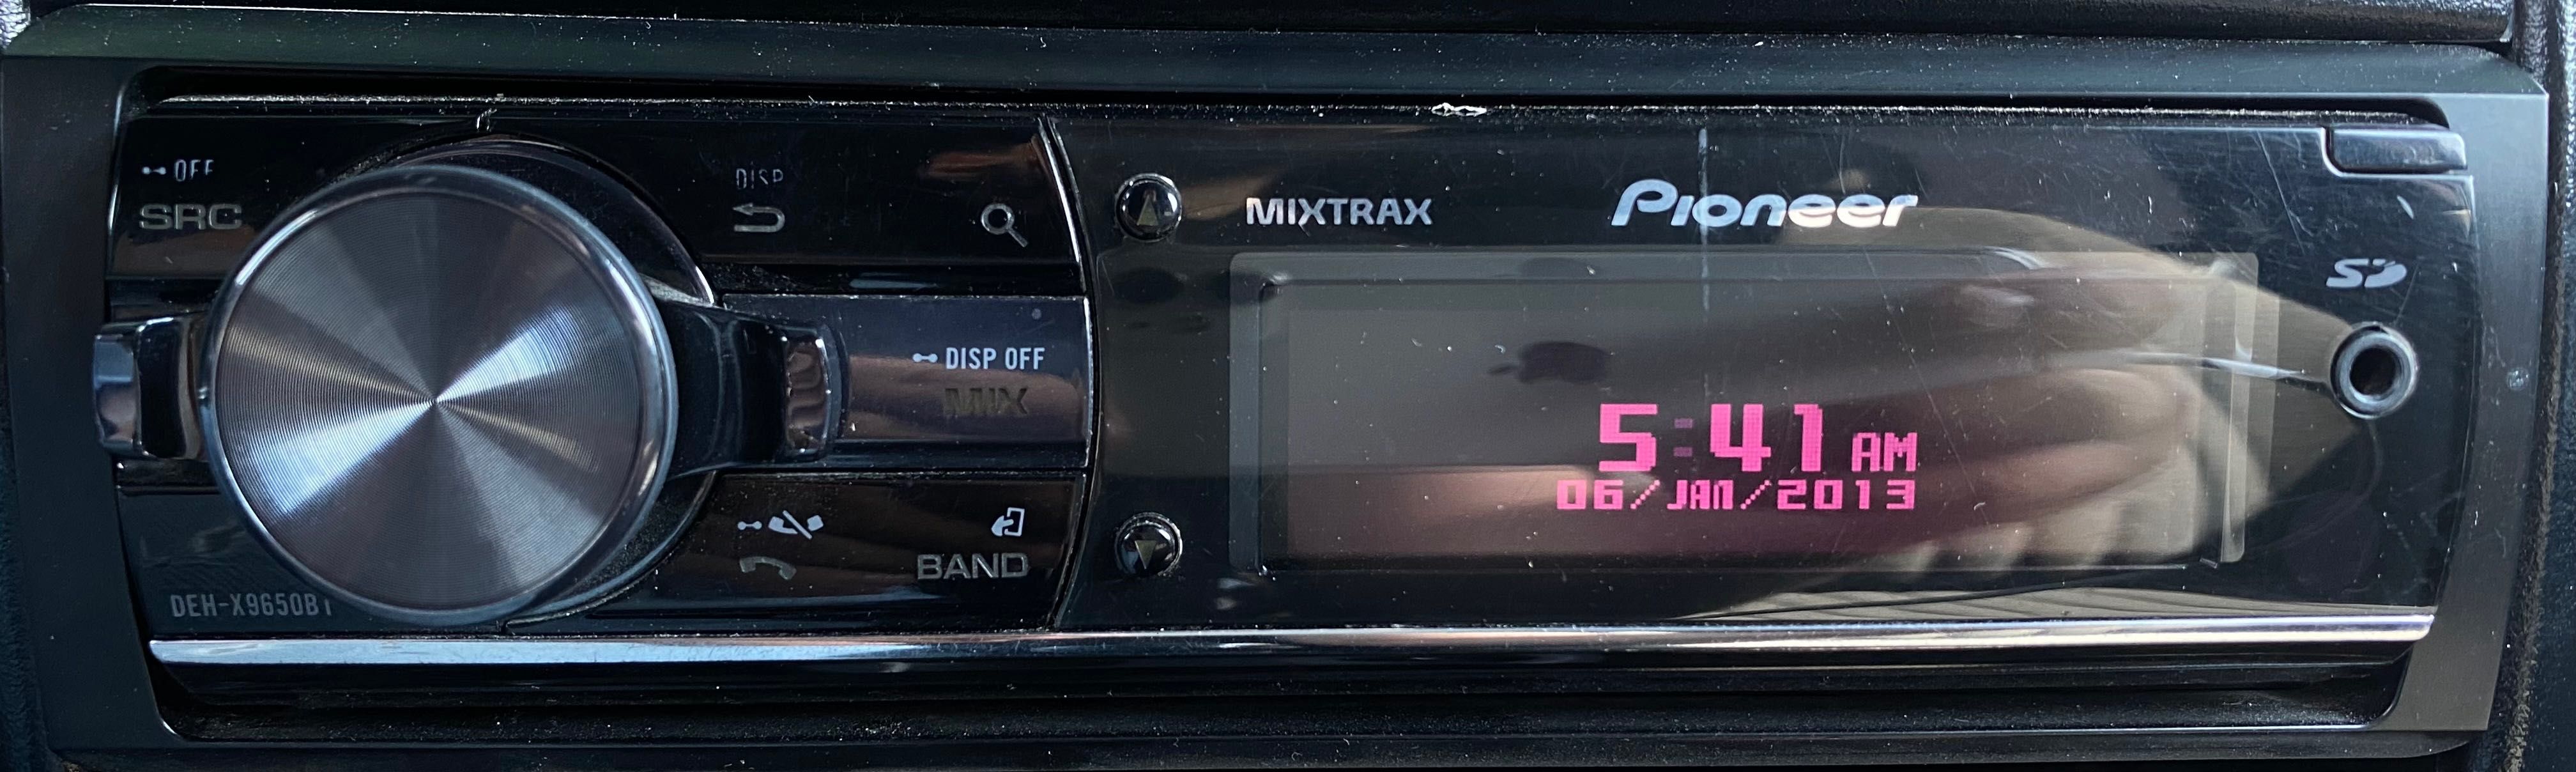 OFF
SRC
DISP
DISP OFF
MIX
BAND
DEH-X9650BT
MIXTRAX
Pioneer
SD
5:41 AM
06/JAN/2013